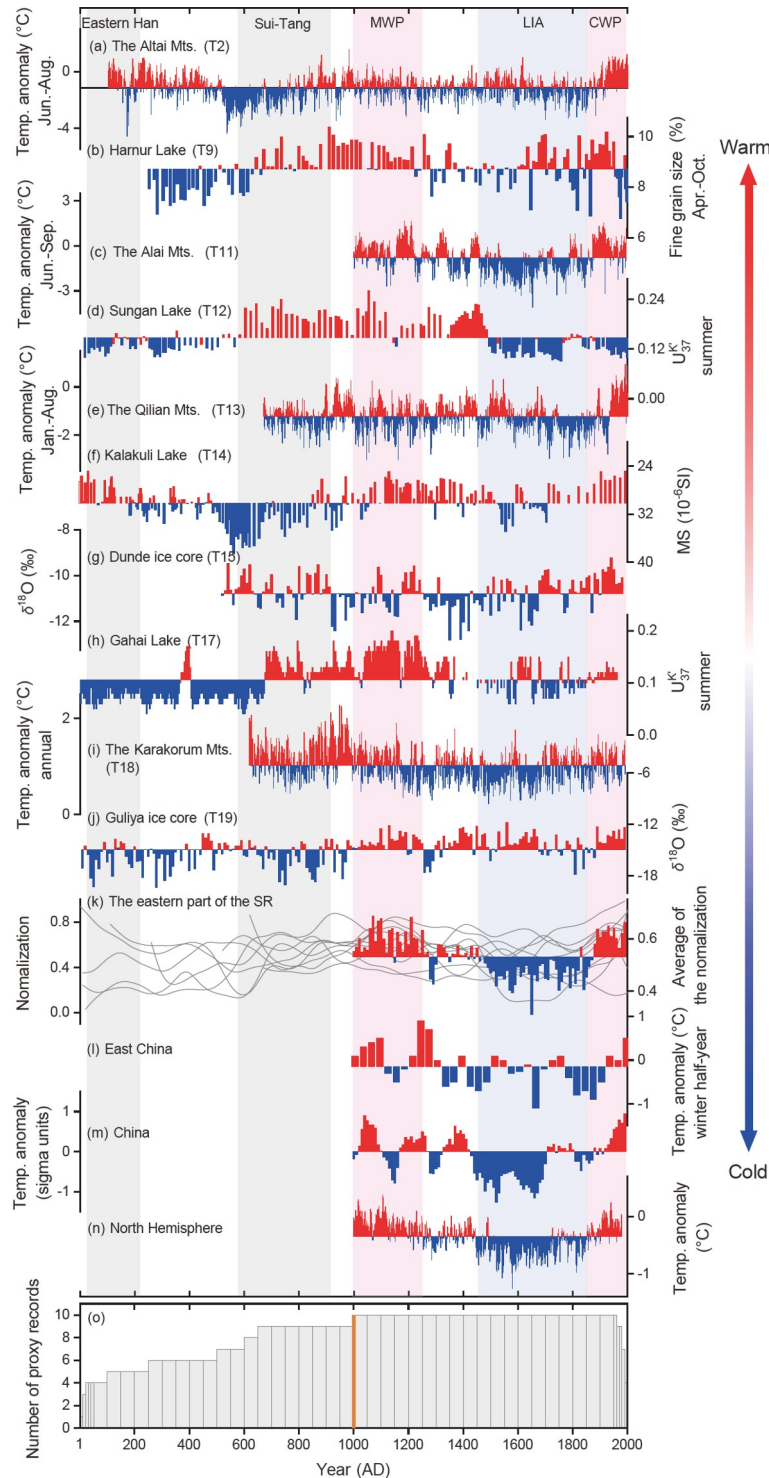 Eastern Han
Sui-Tang
MWP
LIA
CWP
(a) The Altai Mts. (T2)
Temp. anomaly (°C)
Jun.-Aug.
0
-4
(b) Harnur Lake (T9)
Fine grain size (%)
Apr.-Oct.
10
8
6
Temp. anomaly (°C)
Jun.-Sep.
3
0
-3
(c) The Alai Mts. (T11)
(d) Sungan Lake (T12)
0.24
0.12
0.00
U37K
summer
Temp. anomaly (°C)
Jan.-Aug.
0
-2
(e) The Qilian Mts. (T13)
(f) Kalakuli Lake (T14)
24
32
40
MS (10-6SI)
δ18O (‰)
-8
-10
-12
(g) Dunde ice core (T15)
(h) Gahai Lake (T17)
0.2
0.1
0.0
U37K'
summer
Temp. anomaly (°C)
annual
2
0
(i) The Karakorum Mts.
(T18)
(j) Guliya ice core (T19)
-6
-12
-18
δ18O (‰)
(k) The eastern part of the SR
Nomalization
0.8
0.4
0.0
0.6
0.4
Average of
the nomalization
(l) East China
1
0
-1
Temp. anomaly (°C)
winter half-year
(m) China
Temp. anomaly
(sigma units)
1
0
-1
(n) North Hemisphere
0
-1
Temp. anomaly
(°C)
Warm
Cold
(o)
Number of proxy records
10
8
6
4
2
0
1
200
400
600
800
1000
1200
1400
1600
1800
2000
Year (AD)